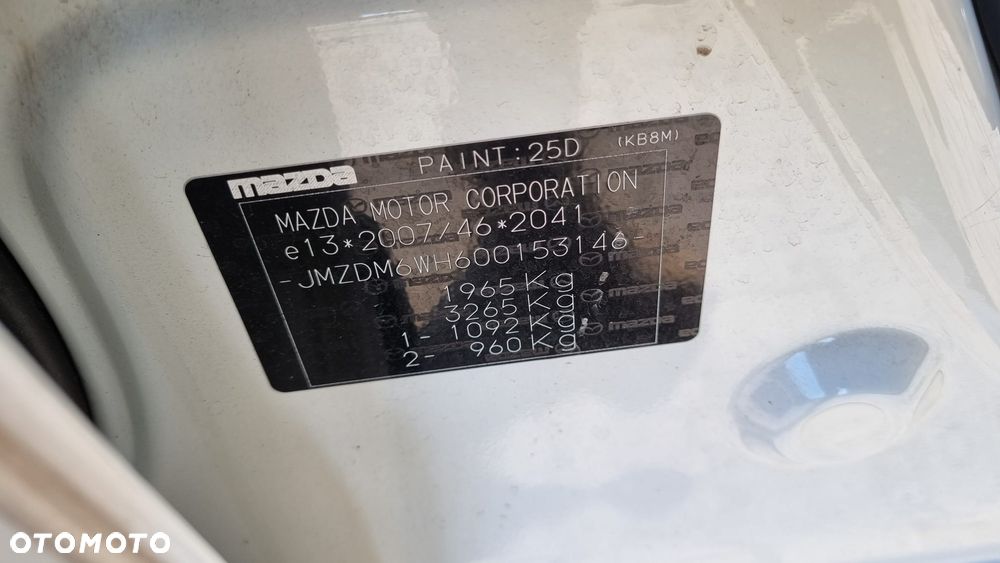 mazda PAINT:25D (KB8M)
MAZDA MOTOR CORPORATION
e13*2007/46*2041
-JMZDM6WH600153146-
1965 Kg
3265 Kg
1- 1092 Kg
2- 960 Kg
OTOMOTO